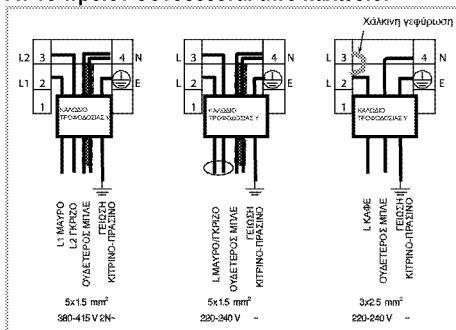 Χάλκινη γεφύρωση
L2 3 4 N
L1 2 E
1
ΚΑΛΩΔΙΟ
ΤΡΟΦΟΔΟΣΙΑΣ Υ
L1 ΜΑΥΡΟ
L2 ΓΚΡΙΖΟ
ΟΥΔΕΤΕΡΟΣ ΜΠΛΕ
ΓΕΙΩΣΗ
ΚΙΤΡΙΝΟ-ΠΡΑΣΙΝΟ
5x1.5 mm²
380-415 V 2N~
L 3 4 N
L 2 E
1
ΚΑΛΩΔΙΟ
ΤΡΟΦΟΔΟΣΙΑΣ Υ
L ΜΑΥΡΟ/ΓΚΡΙΖΟ
ΟΥΔΕΤΕΡΟΣ ΜΠΛΕ
ΓΕΙΩΣΗ
ΚΙΤΡΙΝΟ-ΠΡΑΣΙΝΟ
5x1.5 mm²
220-240 V ~
L 3 4 N
L 2 E
1
ΚΑΛΩΔΙΟ
ΤΡΟΦΟΔΟΣΙΑΣ Υ
L ΚΑΦΕ
ΟΥΔΕΤΕΡΟΣ ΜΠΛΕ
ΓΕΙΩΣΗ
ΚΙΤΡΙΝΟ-ΠΡΑΣΙΝΟ
3x2.5 mm²
220-240 V ~